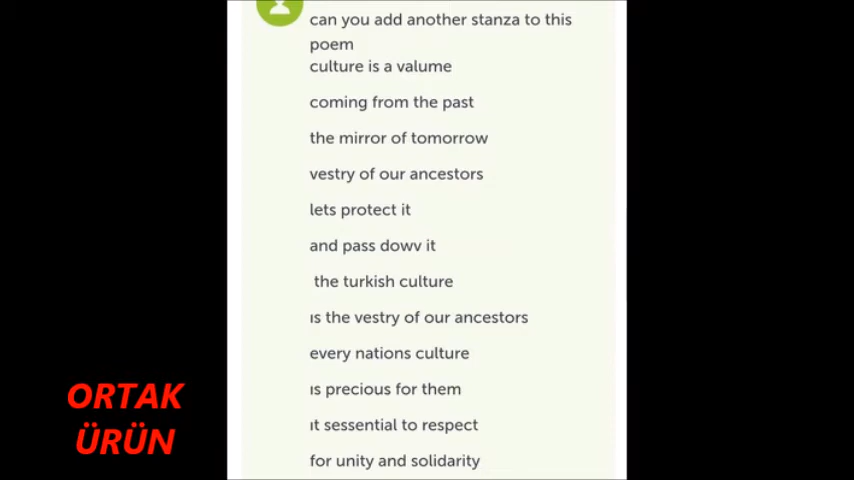 can you add another stanza to this
poem
culture is a valume
coming from the past
the mirror of tomorrow
vestry of our ancestors
lets protect it
and pass dowv it
the turkish culture
ıs the vestry of our ancestors
every nations culture
ıs precious for them
ıt sessential to respect
for unity and solidarity
ORTAK
ÜRÜN